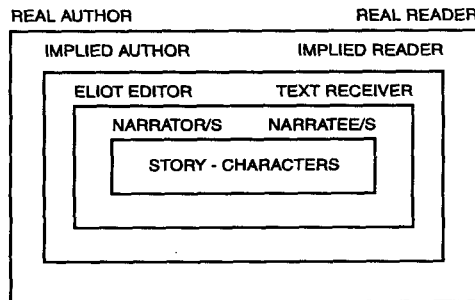 REAL AUTHOR REAL READER
IMPLIED AUTHOR IMPLIED READER
ELIOT EDITOR TEXT RECEIVER
NARRATOR/S NARRATEE/S
STORY - CHARACTERS